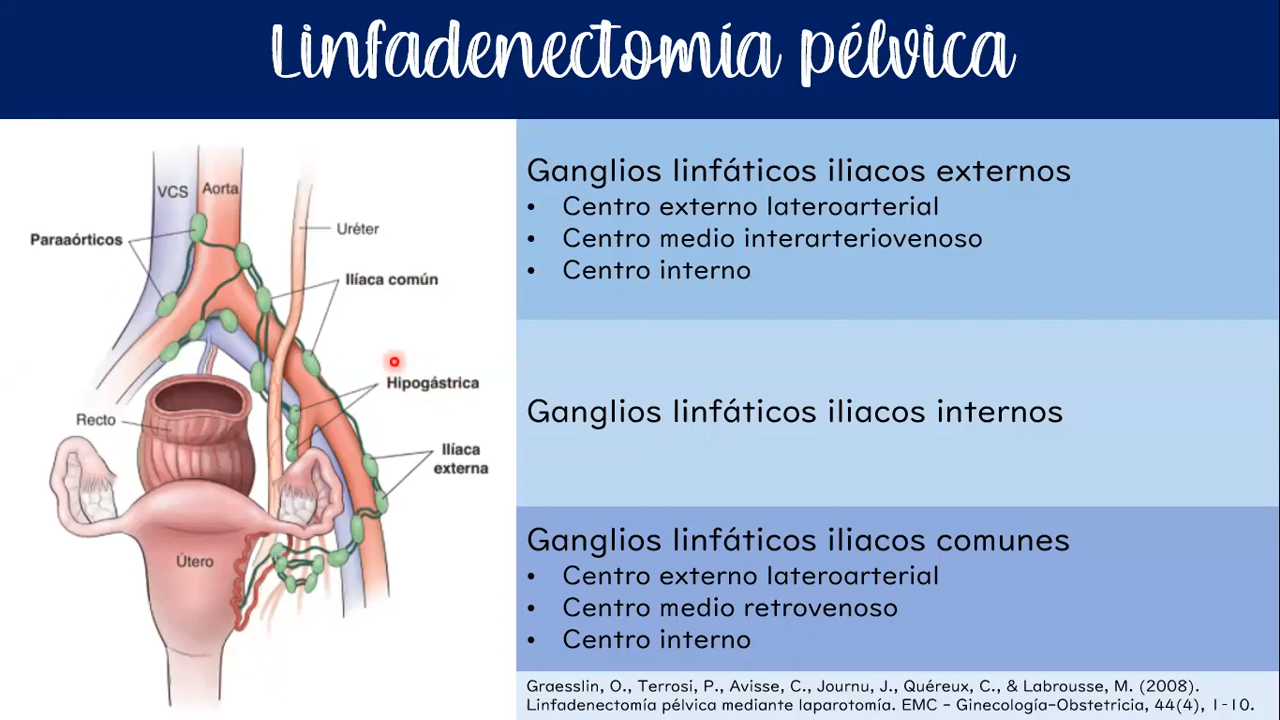 Linfadenectomía pélvica
VCS
Aorta
Paraaórticos
Uréter
Ilíaca común
Hipogástrica
Recto
Ilíaca
externa
Útero
Ganglios linfáticos iliacos externos
• Centro externo lateroarterial
• Centro medio interarteriovenoso
• Centro interno
Ganglios linfáticos iliacos internos
Ganglios linfáticos iliacos comunes
• Centro externo lateroarterial
• Centro medio retrovenoso
• Centro interno
Graesslin, O., Terrosi, P., Avisse, C., Journu, J., Quéreux, C., & Labrousse, M. (2008).
Linfadenectomía pélvica mediante laparotomía. EMC - Ginecología-Obstetricia, 44(4), 1-10.